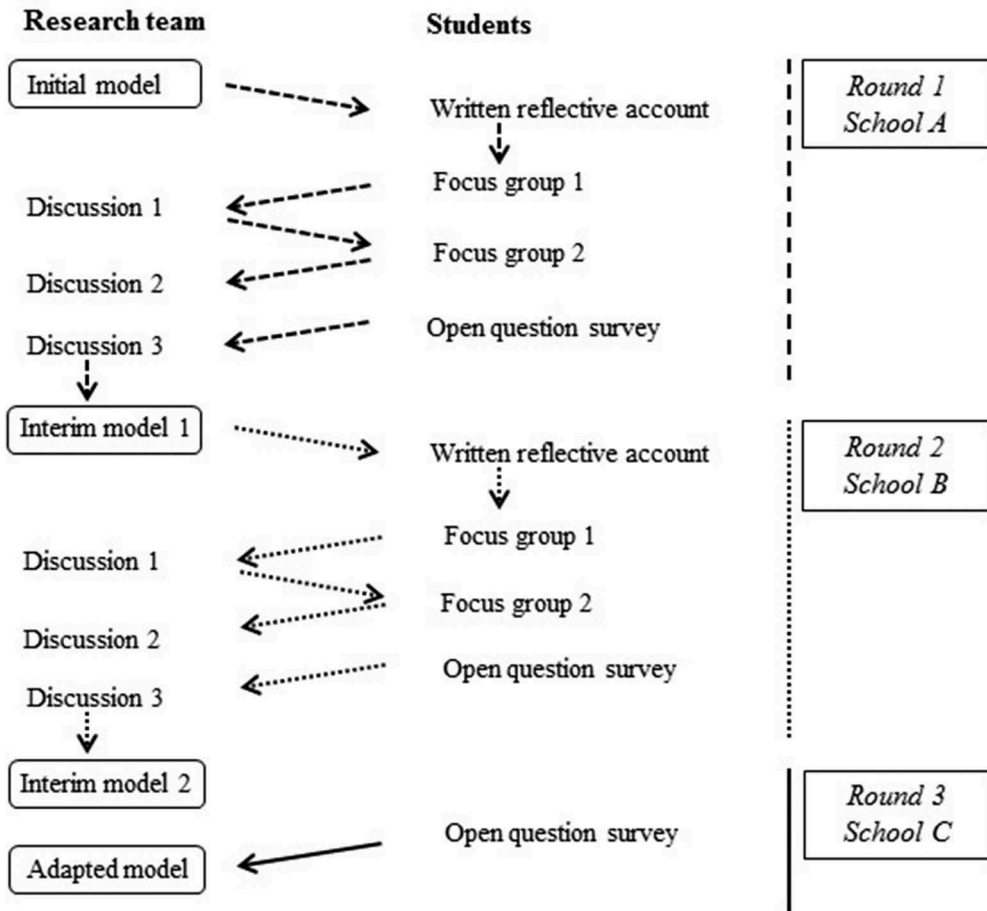 Research team
Students
Initial model
Round 1
School A
Written reflective account
Focus group 1
Discussion 1
Focus group 2
Discussion 2
Open question survey
Discussion 3
Interim model 1
Round 2
School B
Written reflective account
Focus group 1
Discussion 1
Focus group 2
Discussion 2
Open question survey
Discussion 3
Interim model 2
Round 3
School C
Open question survey
Adapted model